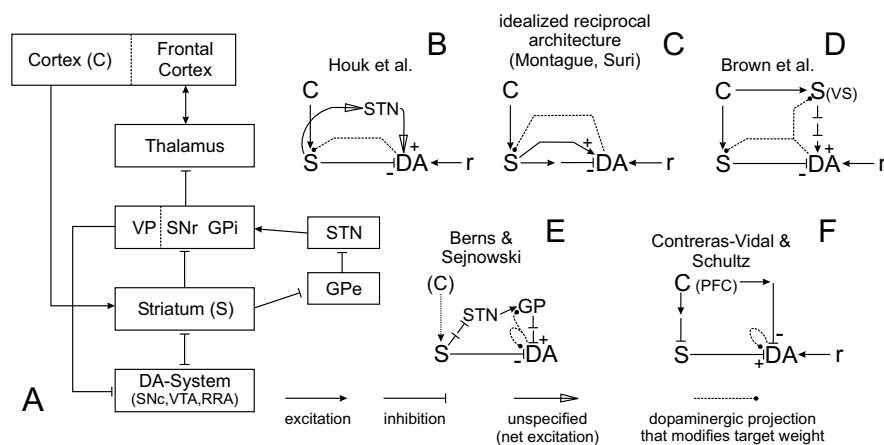 Cortex (C)
Frontal
Cortex
Thalamus
VP
SNr GPi
STN
GPe
Striatum (S)
DA-System
(SNc,VTA,RRA)
A
B
Houk et al.
C
STN
S
-
+
DA
r
idealized reciprocal
architecture
(Montague, Suri)
C
C
S
-
+
DA
r
D
Brown et al.
C
S(VS)
S
-
+
DA
r
Berns &
Sejnowski
E
(C)
STN
GP
S
-
+
DA
Contreras-Vidal &
Schultz
F
C (PFC)
S
+
-
DA
r
excitation
inhibition
unspecified
(net excitation)
dopaminergic projection
that modifies target weight